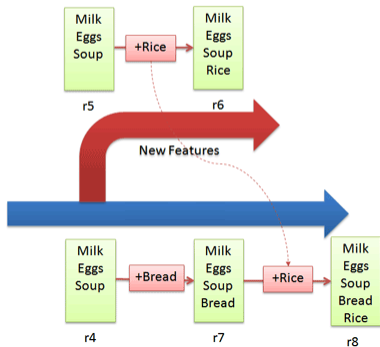 Milk
Eggs
Soup
+Rice
Milk
Eggs
Soup
Rice
r5
r6
New Features
Milk
Eggs
Soup
+Bread
Milk
Eggs
Soup
Bread
+Rice
Milk
Eggs
Soup
Bread
Rice
r4
r7
r8